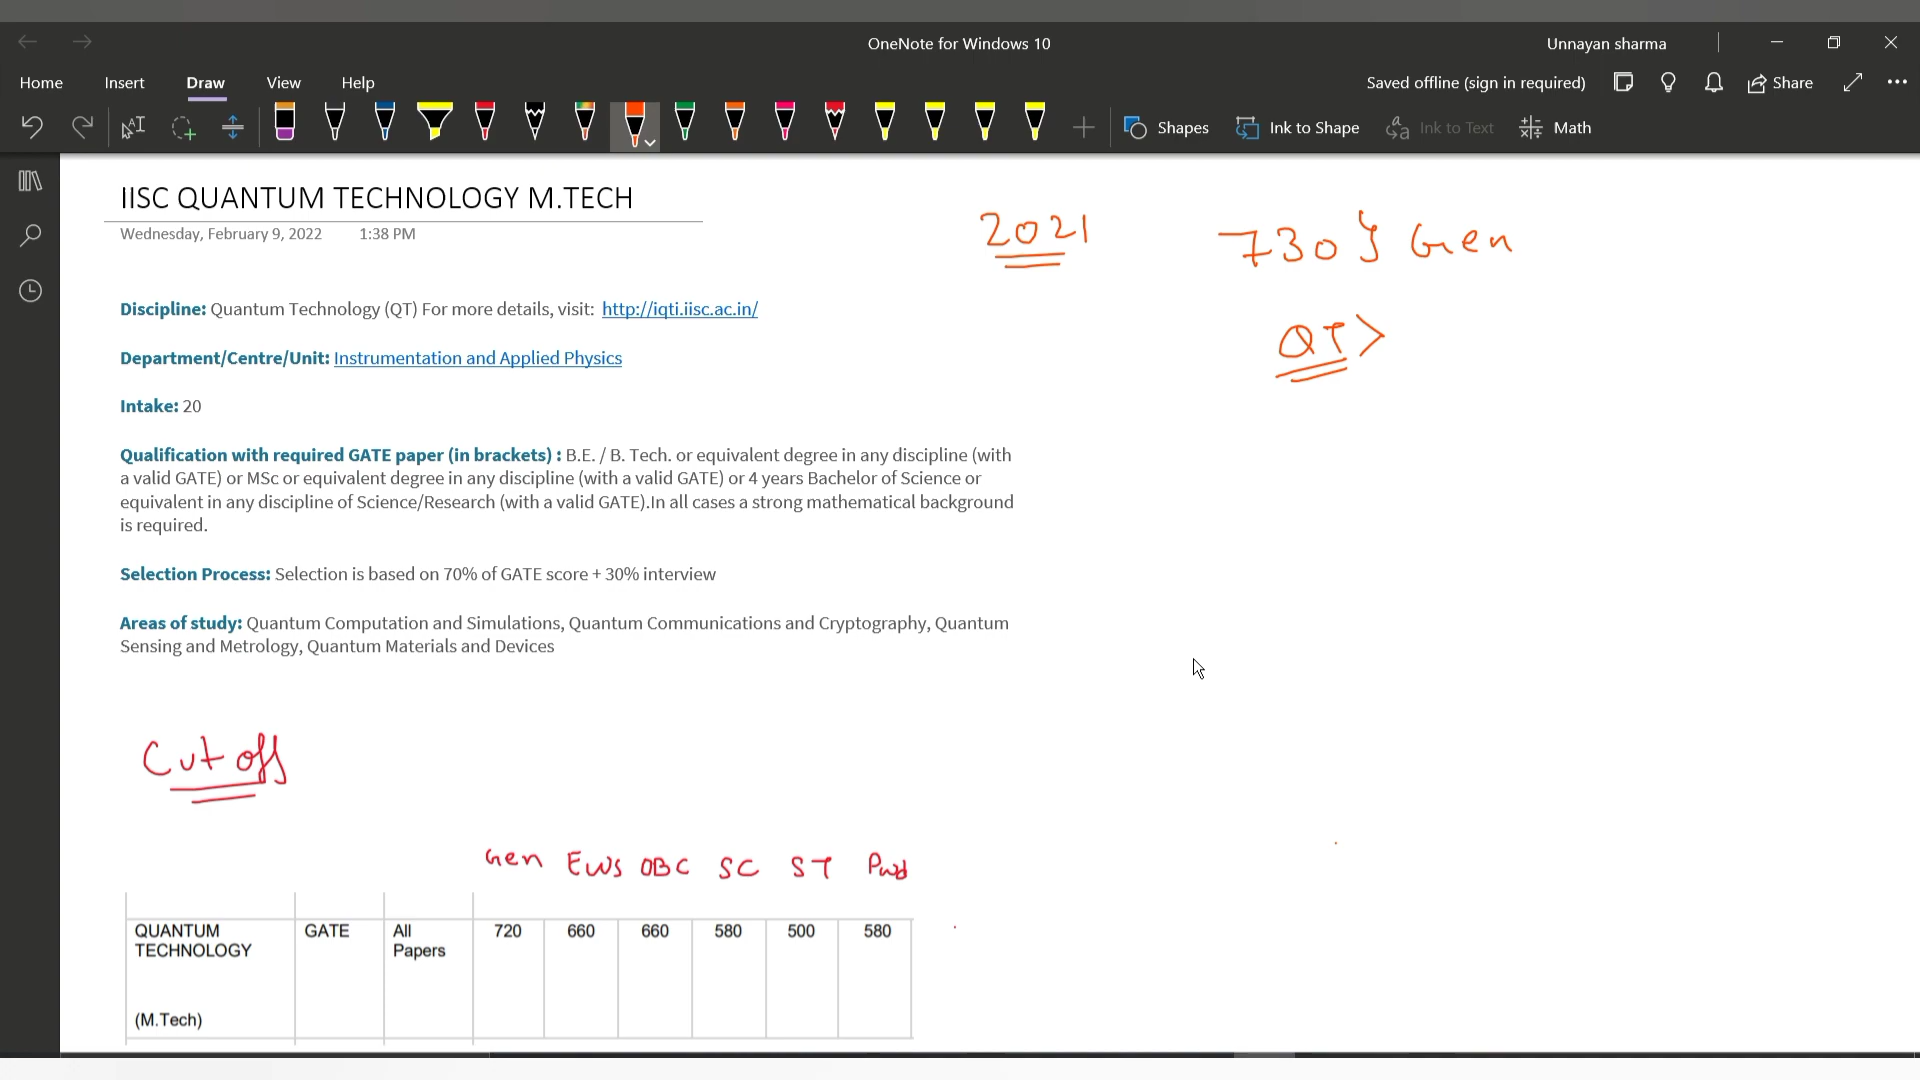 OneNote for Windows 10
Unnayan sharma
Home Insert Draw View Help
Saved offline (sign in required)
Share
Shapes Ink to Shape Ink to Text Math
IISC QUANTUM TECHNOLOGY M.TECH
Wednesday, February 9, 2022 1:38 PM
2021
730} Gen
QT>
Discipline: Quantum Technology (QT) For more details, visit: http://iqti.iisc.ac.in/
Department/Centre/Unit: Instrumentation and Applied Physics
Intake: 20
Qualification with required GATE paper (in brackets) : B.E. / B. Tech. or equivalent degree in any discipline (with
a valid GATE) or MSc or equivalent degree in any discipline (with a valid GATE) or 4 years Bachelor of Science or
equivalent in any discipline of Science/Research (with a valid GATE).In all cases a strong mathematical background
is required.
Selection Process: Selection is based on 70% of GATE score + 30% interview
Areas of study: Quantum Computation and Simulations, Quantum Communications and Cryptography, Quantum
Sensing and Metrology, Quantum Materials and Devices
Cut off
Gen EWS OBC SC ST Pwd
QUANTUM GATE All 720 660 660 580 500 580
TECHNOLOGY Papers
(M.Tech)